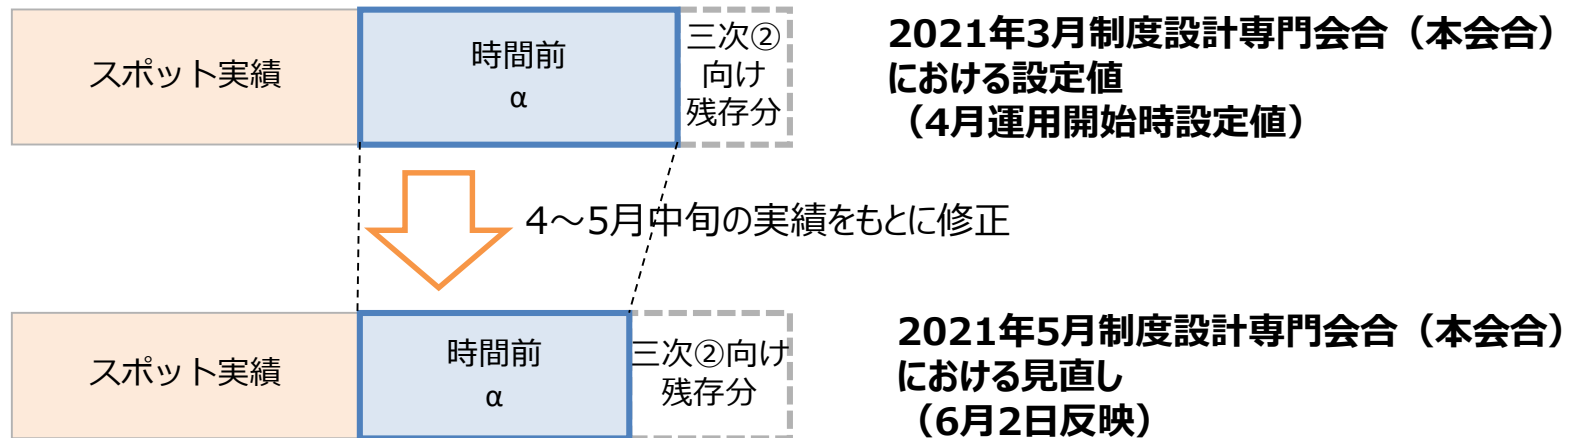 スポット実績
時間前
α
三次②
向け
残存分
2021年3月制度設計専門会合（本会合）
における設定値
（4月運用開始時設定値）
4～5月中旬の実績をもとに修正
スポット実績
時間前
α
三次②向け
残存分
2021年5月制度設計専門会合（本会合）
における見直し
（6月2日反映）